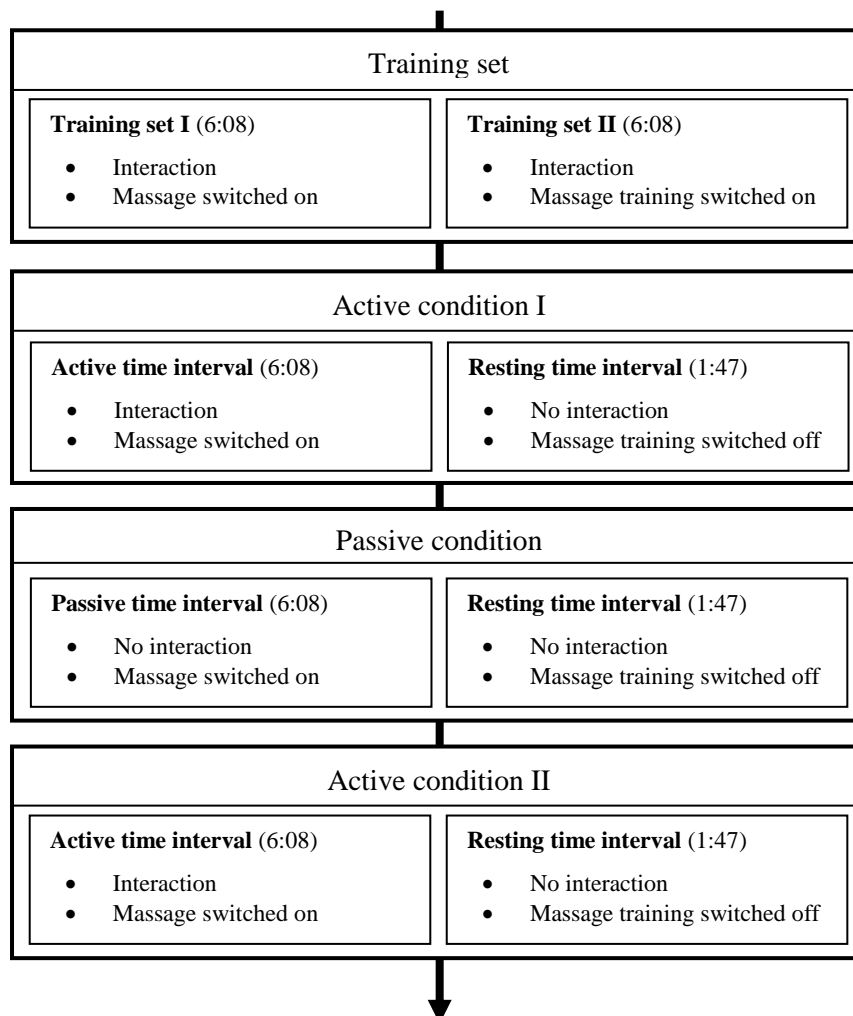 Training set
Training set I (6:08)
• Interaction
• Massage switched on
Training set II (6:08)
• Interaction
• Massage training switched on
Active condition I
Active time interval (6:08)
• Interaction
• Massage switched on
Resting time interval (1:47)
• No interaction
• Massage training switched off
Passive condition
Passive time interval (6:08)
• No interaction
• Massage switched on
Resting time interval (1:47)
• No interaction
• Massage training switched off
Active condition II
Active time interval (6:08)
• Interaction
• Massage switched on
Resting time interval (1:47)
• No interaction
• Massage training switched off